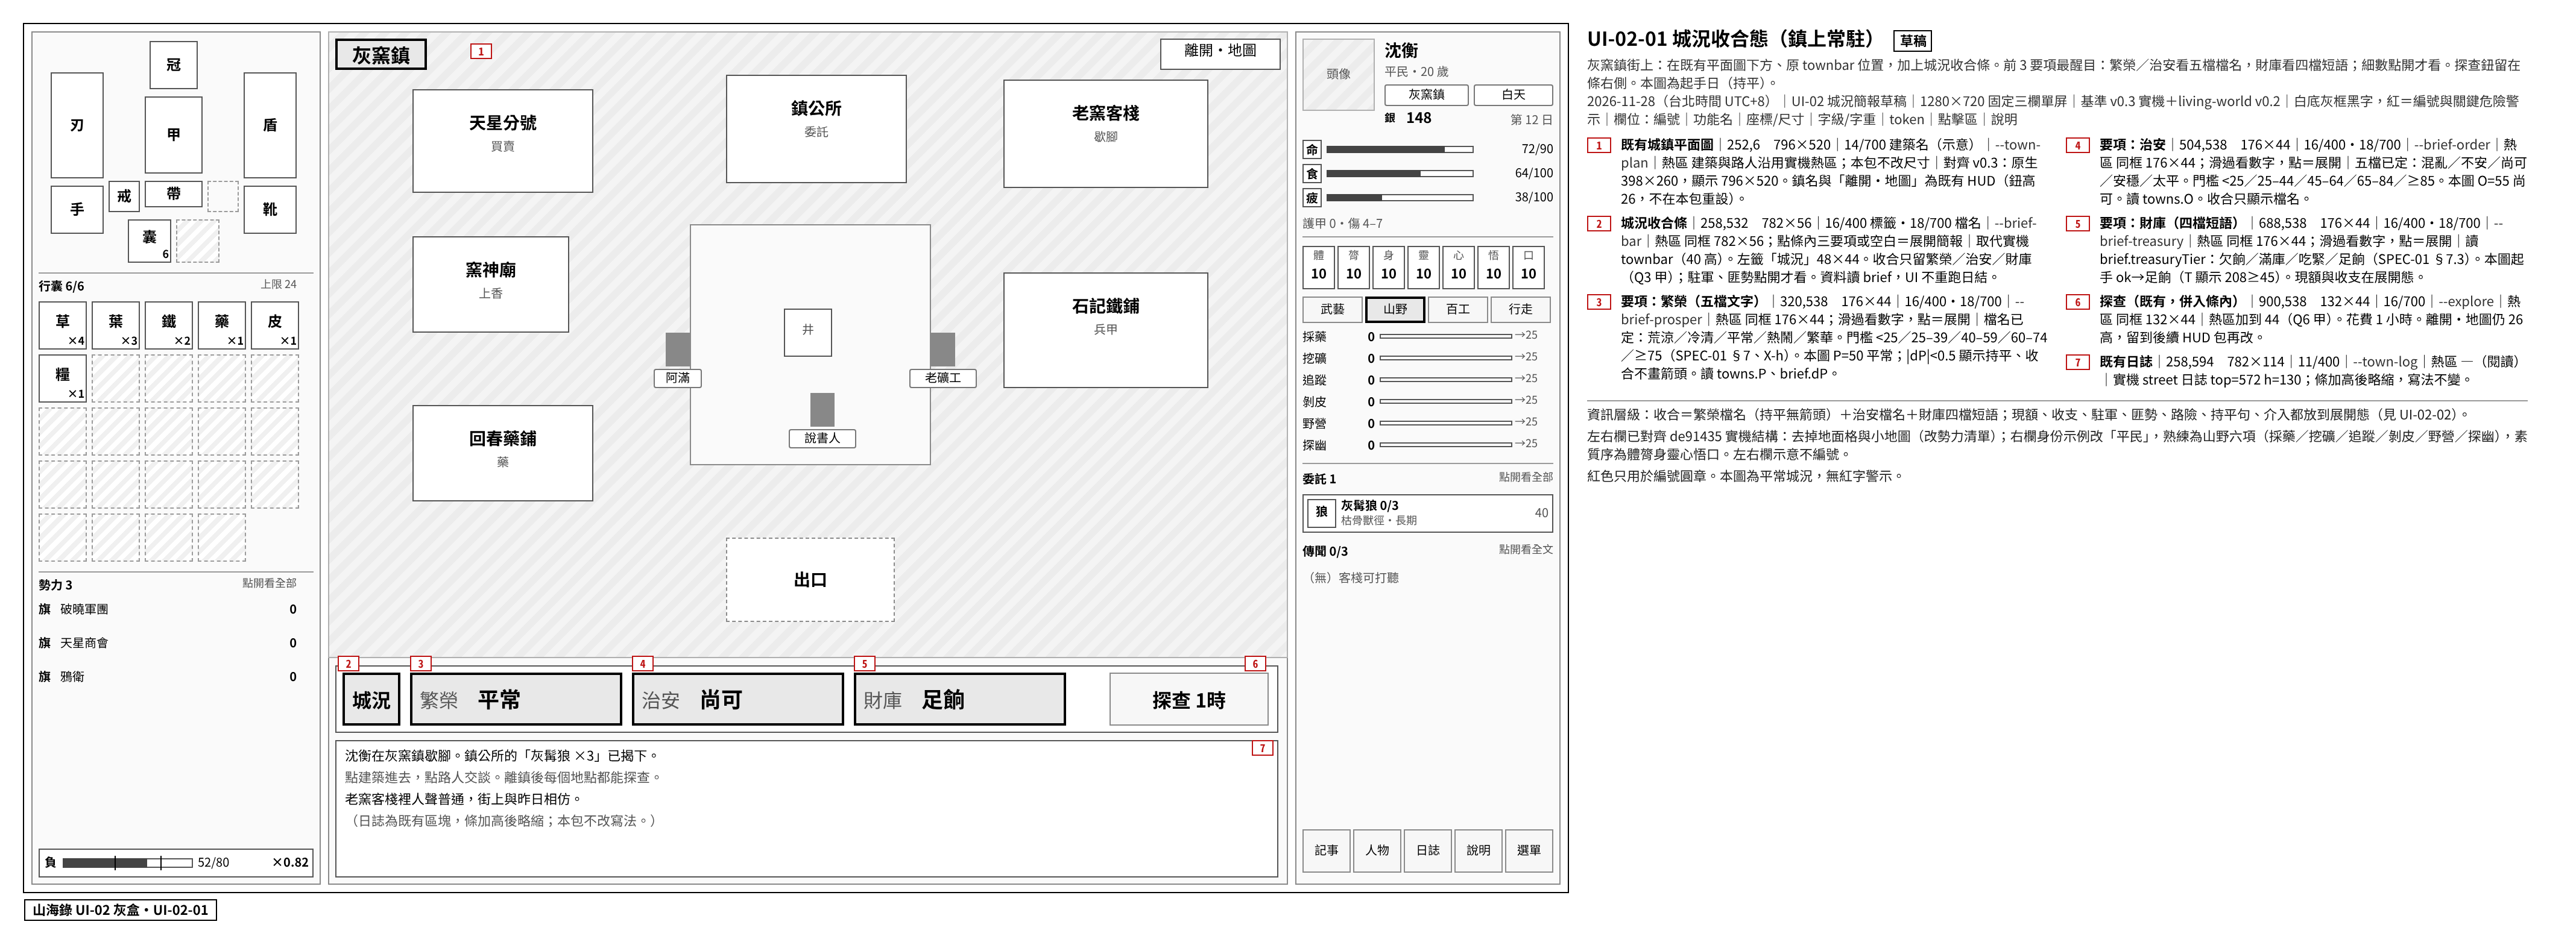 冠
刃
甲
盾
手
戒
帶
靴
囊
6
行囊 6/6
上限 24
草
×4
葉
×3
鐵
×2
藥
×1
皮
×1
糧
×1
勢力 3
點開看全部
旗 破曉軍團 0
旗 天星商會 0
旗 鴉衛 0
負 52/80 ×0.82
灰窯鎮
1
離開・地圖
天星分號
買賣
鎮公所
委託
老窯客棧
歇腳
窯神廟
上香
石記鐵鋪
兵甲
井
阿滿
老礦工
說書人
回春藥鋪
藥
出口
2
3
4
5
6
城況
繁榮 平常
治安 尚可
財庫 足餉
探查 1時
7
沈衡在灰窯鎮歇腳。鎮公所的「灰髯狼 ×3」已揭下。
點建築進去，點路人交談。離鎮後每個地點都能探查。
老窯客棧裡人聲普通，街上與昨日相仿。
（日誌為既有區塊，條加高後略縮；本包不改寫法。）
頭像
沈衡
平民・20 歲
灰窯鎮
白天
銀 148
第 12 日
命 72/90
食 64/100
疲 38/100
護甲 0・傷 4–7
體 膂 身 靈 心 悟 口
10 10 10 10 10 10 10
武藝 山野 百工 行走
採藥 0 →25
挖礦 0 →25
追蹤 0 →25
剝皮 0 →25
野營 0 →25
探幽 0 →25
委託 1
點開看全部
狼
灰髯狼 0/3
枯骨獸徑・長期
40
傳聞 0/3
點開看全文
（無）客棧可打聽
記事 人物 日誌 說明 選單
山海錄 UI-02 灰盒・UI-02-01
UI-02-01 城況收合態（鎮上常駐） 草稿
灰窯鎮街上：在既有平面圖下方、原 townbar 位置，加上城況收合條。前 3 要項最醒目：繁榮／治安看五檔檔名，財庫看四檔短語；細數點開才看。探查鈕留在
條右側。本圖為起手日（持平）。
2026-11-28（台北時間 UTC+8）｜UI-02 城況簡報草稿｜1280×720 固定三欄單屏｜基準 v0.3 實機＋living-world v0.2｜白底灰框黑字，紅＝編號與關鍵危險警
示｜欄位：編號｜功能名｜座標/尺寸｜字級/字重｜token｜點擊區｜說明
1 既有城鎮平面圖｜252,6 796×520｜14/700 建築名（示意）｜--town-
plan｜熱區 建築與路人沿用實機熱區；本包不改尺寸｜對齊 v0.3：原生
398×260，顯示 796×520。鎮名與「離開・地圖」為既有 HUD（鈕高
26，不在本包重設）。
2 城況收合條｜258,532 782×56｜16/400 標籤・18/700 檔名｜--brief-
bar｜熱區 同框 782×56；點條內三要項或空白＝展開簡報｜取代實機
townbar（40 高）。左籤「城況」48×44。收合只留繁榮／治安／財庫
（Q3 甲）；駐軍、匪勢點開才看。資料讀 brief，UI 不重跑日結。
3 要項：繁榮（五檔文字）｜320,538 176×44｜16/400・18/700｜--
brief-prosper｜熱區 同框 176×44；滑過看數字，點＝展開｜檔名已
定：荒涼／冷清／平常／熱鬧／繁華。門檻 <25／25–39／40–59／60–74
／≥75（SPEC-01 §7、X-h）。本圖 P=50 平常；|dP|<0.5 顯示持平、收
合不畫箭頭。讀 towns.P、brief.dP。
4 要項：治安｜504,538 176×44｜16/400・18/700｜--brief-order｜熱
區 同框 176×44；滑過看數字，點＝展開｜五檔已定：混亂／不安／尚可
／安穩／太平。門檻 <25／25–44／45–64／65–84／≥85。本圖 O=55 尚
可。讀 towns.O。收合只顯示檔名。
5 要項：財庫（四檔短語）｜688,538 176×44｜16/400・18/700｜--
brief-treasury｜熱區 同框 176×44；滑過看數字，點＝展開｜讀
brief.treasuryTier：欠餉／滿庫／吃緊／足餉（SPEC-01 §7.3）。本圖起
手 ok→足餉（T 顯示 208≥45）。現額與收支在展開態。
6 探查（既有，併入條內）｜900,538 132×44｜16/700｜--explore｜熱
區 同框 132×44｜熱區加到 44（Q6 甲）。花費 1 小時。離開・地圖仍 26
高，留到後續 HUD 包再改。
7 既有日誌｜258,594 782×114｜11/400｜--town-log｜熱區 —（閱讀）
｜實機 street 日誌 top=572 h=130；條加高後略縮，寫法不變。
資訊層級：收合＝繁榮檔名（持平無箭頭）＋治安檔名＋財庫四檔短語；現額、收支、駐軍、匪勢、路險、持平句、介入都放到展開態（見 UI-02-02）。
左右欄已對齊 de91435 實機結構：去掉地面格與小地圖（改勢力清單）；右欄身份示例改「平民」，熟練為山野六項（採藥／挖礦／追蹤／剝皮／野營／探幽），素
質序為體膂身靈心悟口。左右欄示意不編號。
紅色只用於編號圓章。本圖為平常城況，無紅字警示。